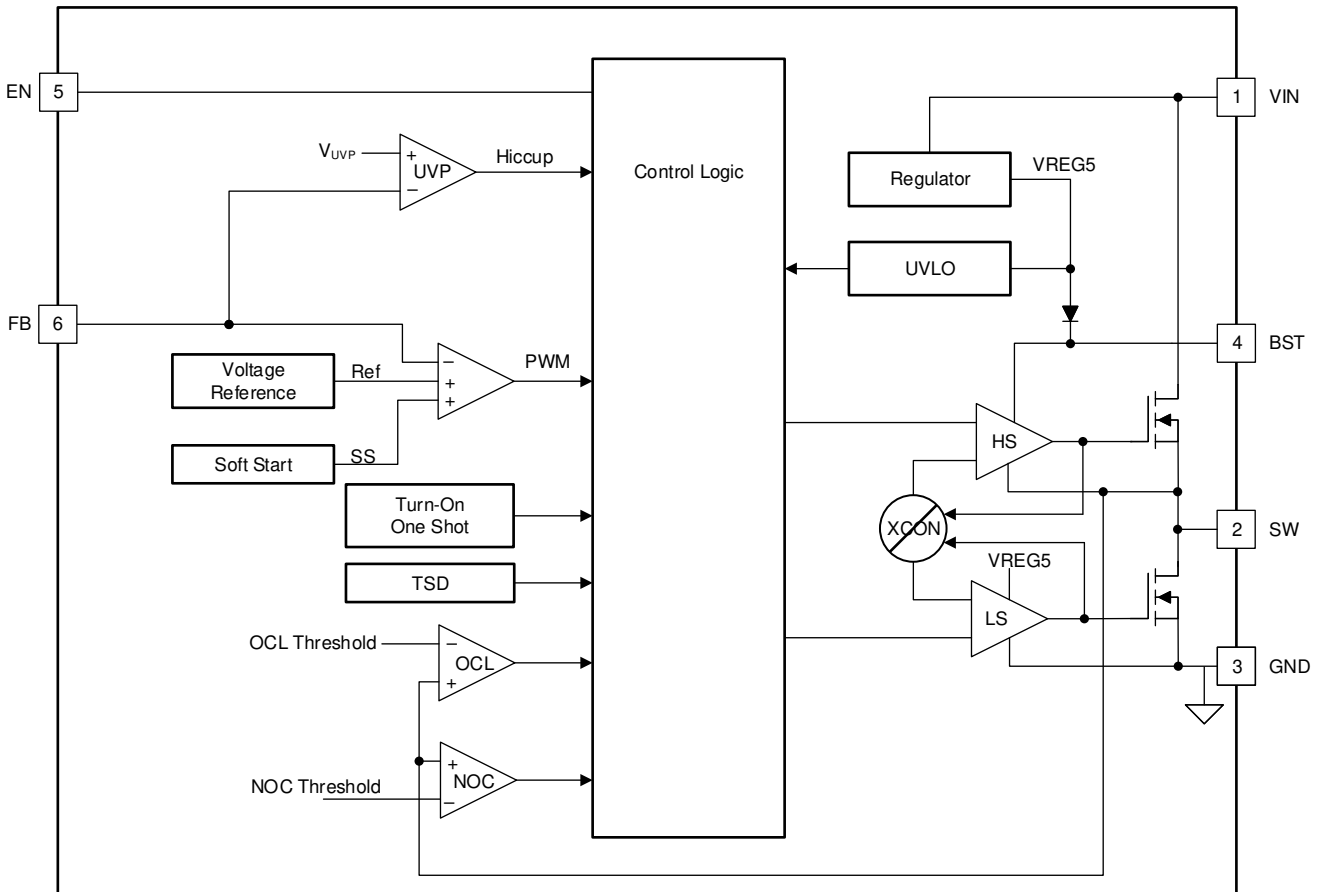 EN 5
1 VIN
V_UVP
+
UVP
−
Hiccup
Control Logic
Regulator
VREG5
UVLO
FB 6
4 BST
Voltage
Reference
Ref
−
+
+
PWM
Soft Start
SS
HS
Turn-On
One Shot
XCON
2 SW
TSD
VREG5
LS
OCL Threshold
−
OCL
+
3 GND
NOC Threshold
+
NOC
−